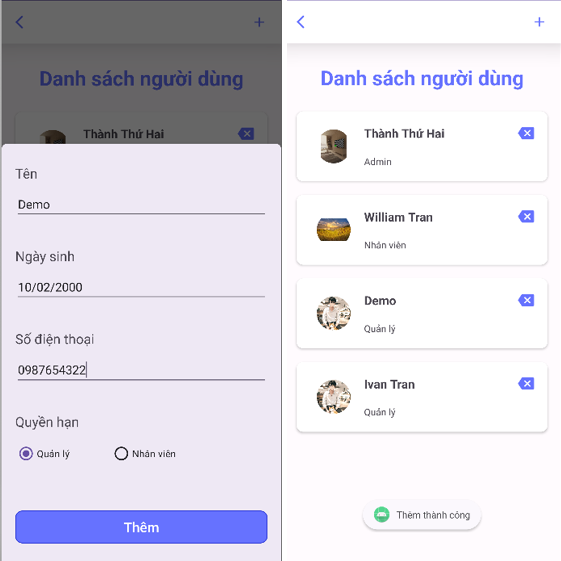 Danh sách người dùng
Thành Thứ Hai
Tên
Demo
Ngày sinh
10/02/2000
Số điện thoại
0987654322
Quyền hạn
Quản lý
Nhân viên
Thêm
Danh sách người dùng
Thành Thứ Hai
Admin
William Tran
Nhân viên
Demo
Quản lý
Ivan Tran
Quản lý
Thêm thành công